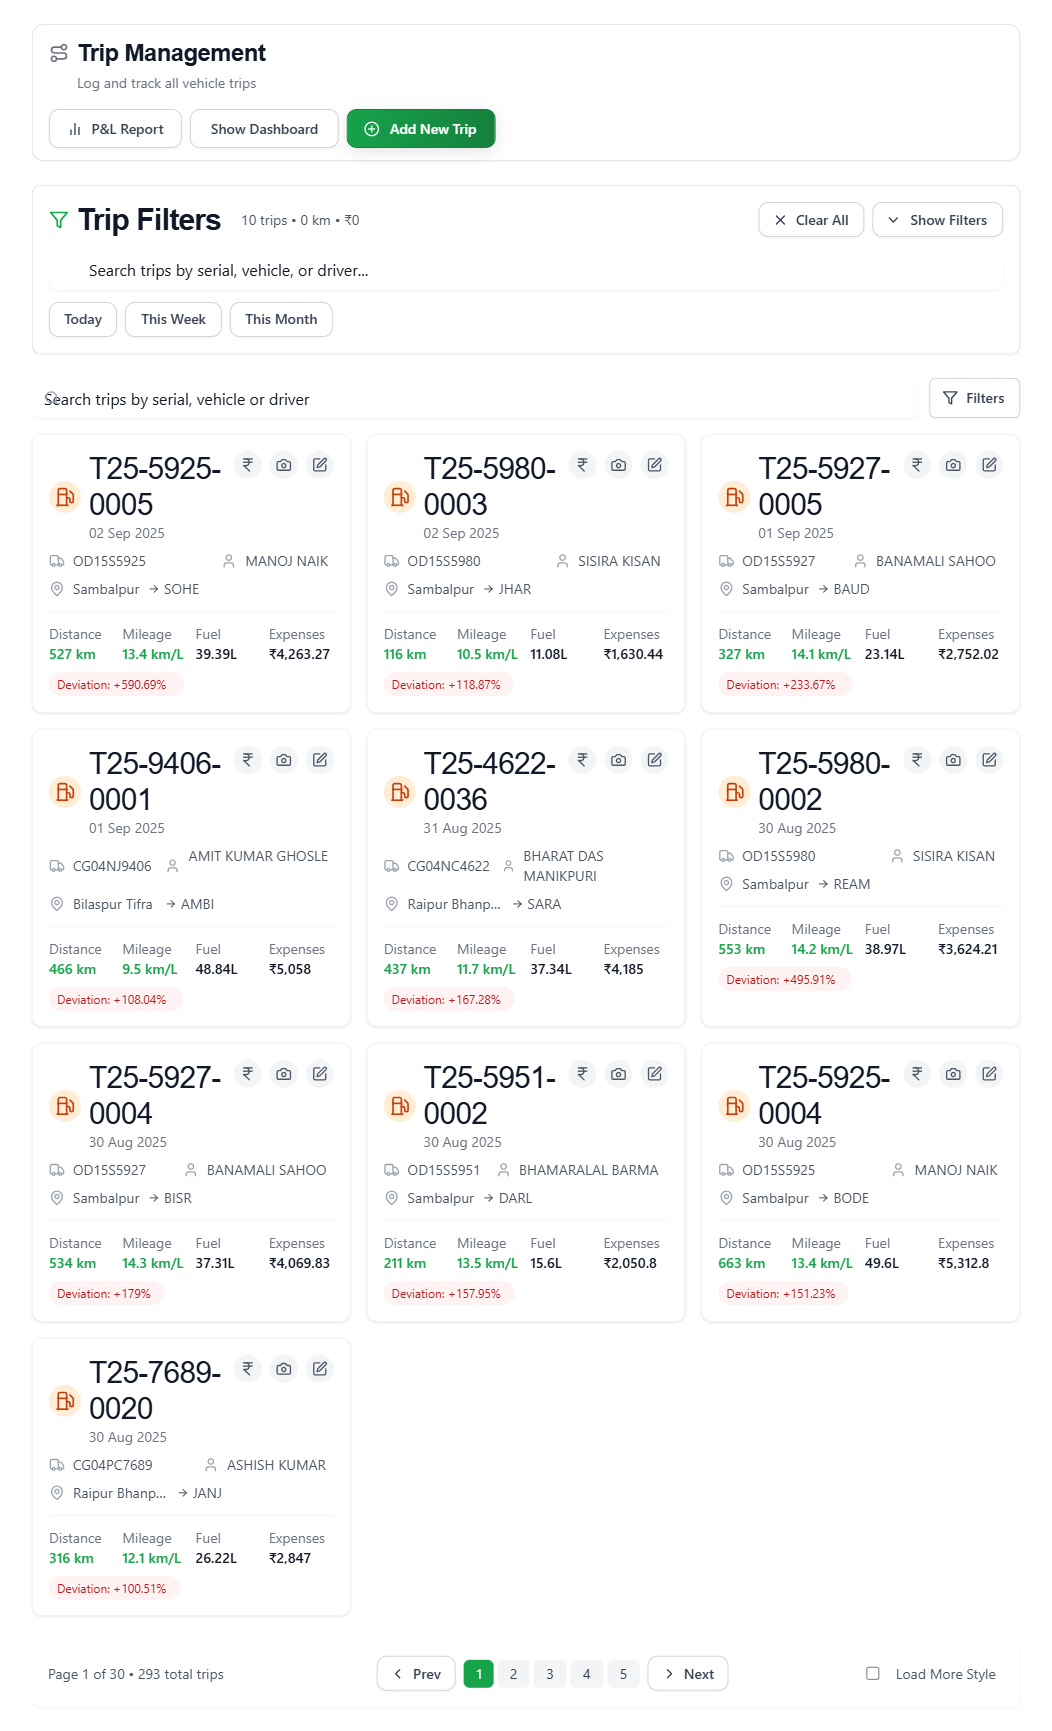 Trip Management
Log and track all vehicle trips
P&L Report Show Dashboard Add New Trip
Trip Filters 10 trips • 0 km • ₹0 Clear All Show Filters
Search trips by serial, vehicle, or driver...
Today This Week This Month
Search trips by serial, vehicle or driver Filters
T25-5925-
0005
02 Sep 2025
OD15S5925 MANOJ NAIK
Sambalpur → SOHE
Distance Mileage Fuel Expenses
527 km 13.4 km/L 39.39L ₹4,263.27
Deviation: +590.69%
T25-5980-
0003
02 Sep 2025
OD15S5980 SISIRA KISAN
Sambalpur → JHAR
Distance Mileage Fuel Expenses
116 km 10.5 km/L 11.08L ₹1,630.44
Deviation: +118.87%
T25-5927-
0005
01 Sep 2025
OD15S5927 BANAMALI SAHOO
Sambalpur → BAUD
Distance Mileage Fuel Expenses
327 km 14.1 km/L 23.14L ₹2,752.02
Deviation: +233.67%
T25-9406-
0001
01 Sep 2025
CG04NJ9406 AMIT KUMAR GHOSLE
Bilaspur Tifra → AMBI
Distance Mileage Fuel Expenses
466 km 9.5 km/L 48.84L ₹5,058
Deviation: +108.04%
T25-4622-
0036
31 Aug 2025
CG04NC4622 BHARAT DAS
MANIKPURI
Raipur Bhanp... → SARA
Distance Mileage Fuel Expenses
437 km 11.7 km/L 37.34L ₹4,185
Deviation: +167.28%
T25-5980-
0002
30 Aug 2025
OD15S5980 SISIRA KISAN
Sambalpur → REAM
Distance Mileage Fuel Expenses
553 km 14.2 km/L 38.97L ₹3,624.21
Deviation: +495.91%
T25-5927-
0004
30 Aug 2025
OD15S5927 BANAMALI SAHOO
Sambalpur → BISR
Distance Mileage Fuel Expenses
534 km 14.3 km/L 37.31L ₹4,069.83
Deviation: +179%
T25-5951-
0002
30 Aug 2025
OD15S5951 BHAMARALAL BARMA
Sambalpur → DARL
Distance Mileage Fuel Expenses
211 km 13.5 km/L 15.6L ₹2,050.8
Deviation: +157.95%
T25-5925-
0004
30 Aug 2025
OD15S5925 MANOJ NAIK
Sambalpur → BODE
Distance Mileage Fuel Expenses
663 km 13.4 km/L 49.6L ₹5,312.8
Deviation: +151.23%
T25-7689-
0020
30 Aug 2025
CG04PC7689 ASHISH KUMAR
Raipur Bhanp... → JANJ
Distance Mileage Fuel Expenses
316 km 12.1 km/L 26.22L ₹2,847
Deviation: +100.51%
Page 1 of 30 • 293 total trips Prev 1 2 3 4 5 Next Load More Style